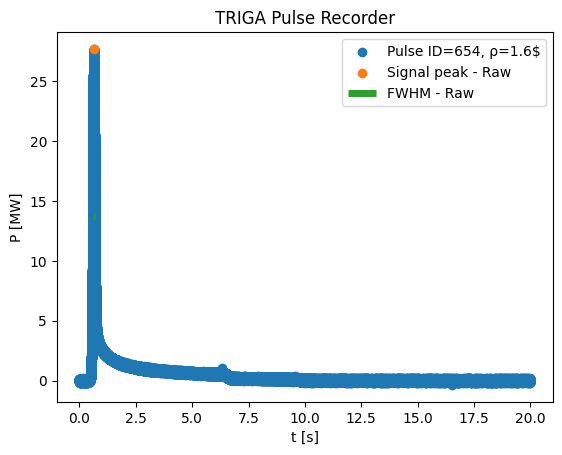 TRIGA Pulse Recorder
Pulse ID=654, ρ=1.6$
Signal peak - Raw
FWHM - Raw
P [MW]
25
20
15
10
5
0
0.0 2.5 5.0 7.5 10.0 12.5 15.0 17.5 20.0
t [s]